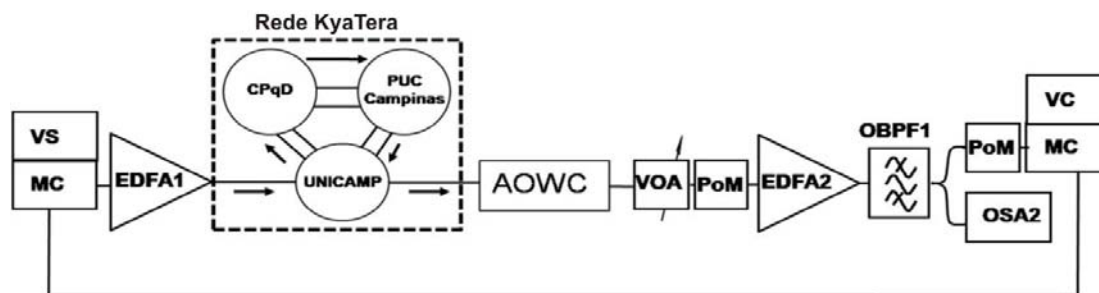 Rede KyaTera
CPqD
PUC
Campinas
UNICAMP
VS
MC
EDFA1
AOWC
VOA
PoM
EDFA2
OBPF1
PoM
VC
MC
OSA2